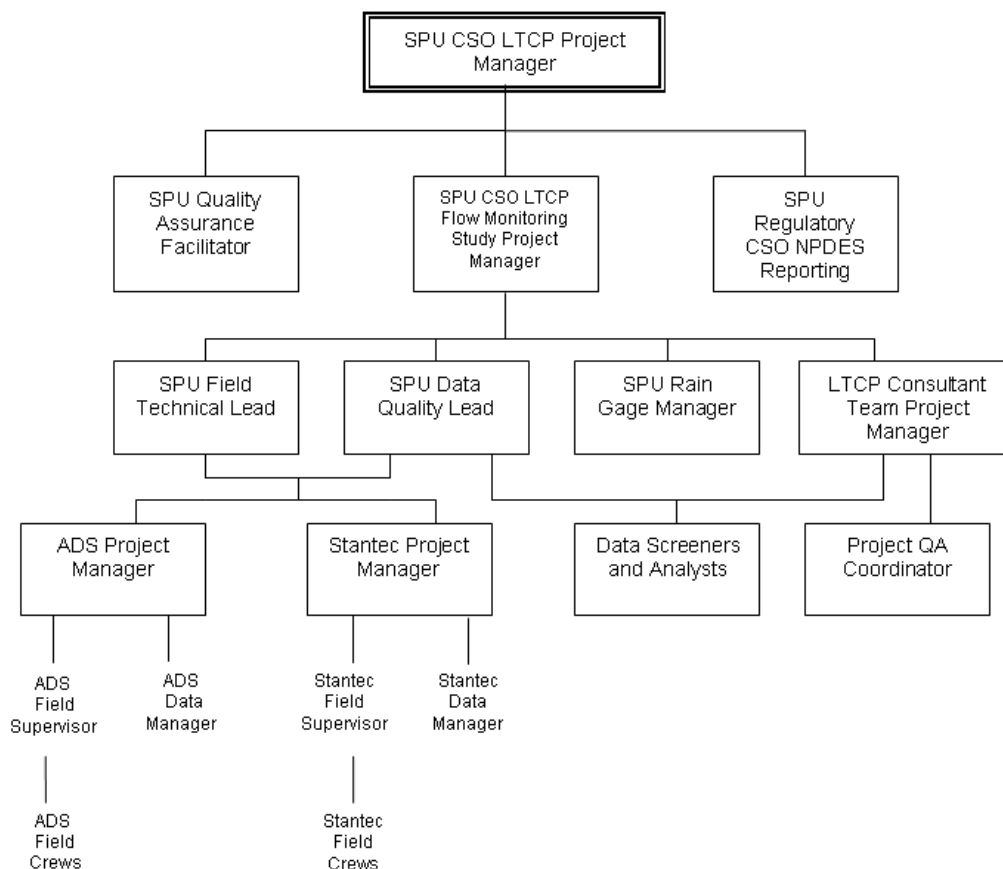 SPU CSO LTCP Project
Manager
SPU Quality
Assurance
Facilitator
SPU CSO LTCP
Flow Monitoring
Study Project
Manager
SPU
Regulatory
CSO NPDES
Reporting
SPU Field
Technical Lead
SPU Data
Quality Lead
SPU Rain
Gage Manager
LTCP Consultant
Team Project
Manager
ADS Project
Manager
Stantec Project
Manager
Data Screeners
and Analysts
Project QA
Coordinator
ADS
Field
Supervisor
ADS
Data
Manager
Stantec
Field
Supervisor
Stantec
Data
Manager
ADS
Field
Crews
Stantec
Field
Crews